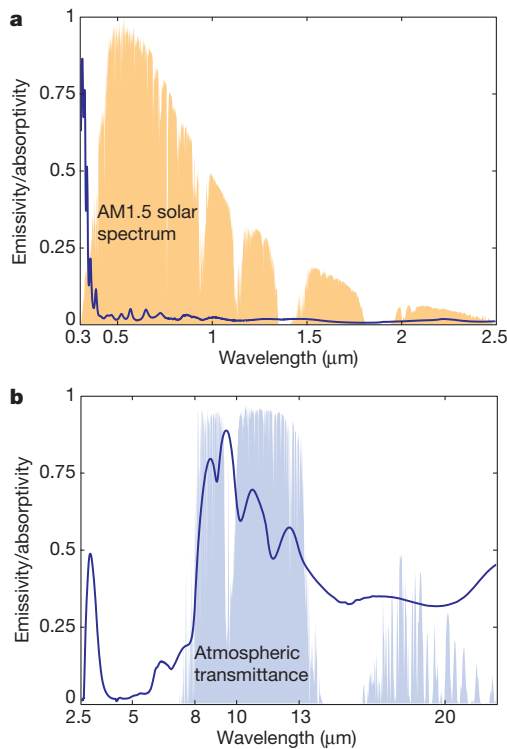 a
1
0.75
0.5
0.25
0
Emissivity/absorptivity
AM1.5 solar
spectrum
0.3 0.5 1 1.5 2 2.5
Wavelength (μm)
b
1
0.75
0.5
0.25
0
Emissivity/absorptivity
Atmospheric
transmittance
2.5 5 8 10 13 20
Wavelength (μm)